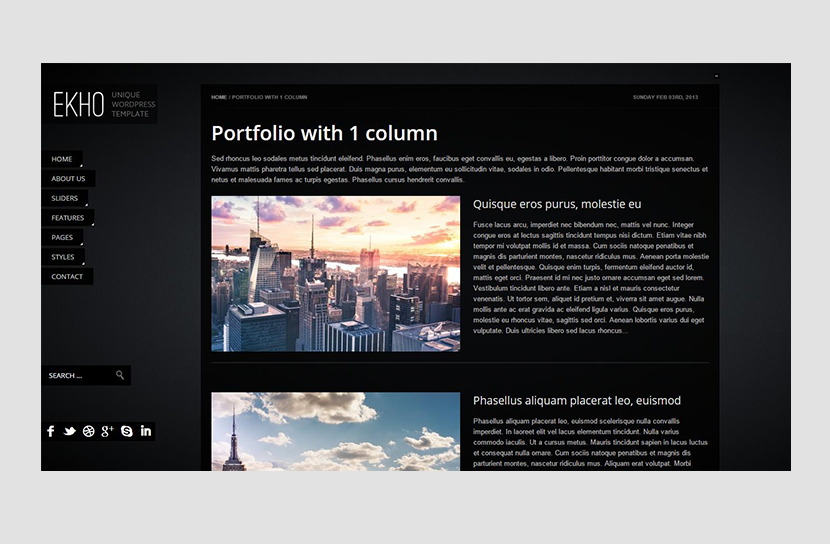 EKHO
UNIQUE
WORDPRESS
TEMPLATE
HOME
ABOUT US
SLIDERS
FEATURES
PAGES
STYLES
CONTACT
SEARCH ...
HOME / PORTFOLIO WITH 1 COLUMN
SUNDAY FEB 03RD, 2013
Portfolio with 1 column
Sed rhoncus leo sodales metus tincidunt eleifend. Phasellus enim eros, faucibus eget convallis eu, egestas a libero. Proin porttitor congue dolor a accumsan.
Vivamus mattis pharetra tellus sed placerat. Duis magna purus, elementum eu sollicitudin vitae, sodales in odio. Pellentesque habitant morbi tristique senectus et
netus et malesuada fames ac turpis egestas. Phasellus cursus hendrerit convallis.
Quisque eros purus, molestie eu
Fusce lacus arcu, imperdiet nec bibendum nec, mattis vel nunc. Integer
congue eros at lectus sagittis tincidunt tempus nisi dictum. Etiam vitae nibh
tempor mi volutpat mollis id et massa. Cum sociis natoque penatibus et
magnis dis parturient montes, nascetur ridiculus mus. Aenean porta molestie
velit et pellentesque. Quisque enim turpis, fermentum eleifend auctor id,
mattis eget orci. Praesent id mi nec justo ornare accumsan eget sed lorem.
Vestibulum tincidunt libero ante. Etiam a nisl et mauris consectetur
venenatis. Ut tortor sem, aliquet id pretium et, viverra sit amet augue. Nulla
mollis ante ac erat gravida ac eleifend ligula varius. Quisque eros purus,
molestie eu rhoncus vitae, sagittis sed orci. Aenean lobortis varius dui eget
vulputate. Duis ultricies libero sed lacus rhoncus...
Phasellus aliquam placerat leo, euismod
Phasellus aliquam placerat leo, euismod scelerisque nulla convallis
imperdiet. In laoreet elit vel lacus elementum tincidunt. Nulla varius
commodo iaculis. Ut a cursus metus. Mauris tincidunt sapien in lacus luctus
et consequat nulla ornare. Cum sociis natoque penatibus et magnis dis
parturient montes, nascetur ridiculus mus. Aliquam erat volutpat. Morbi